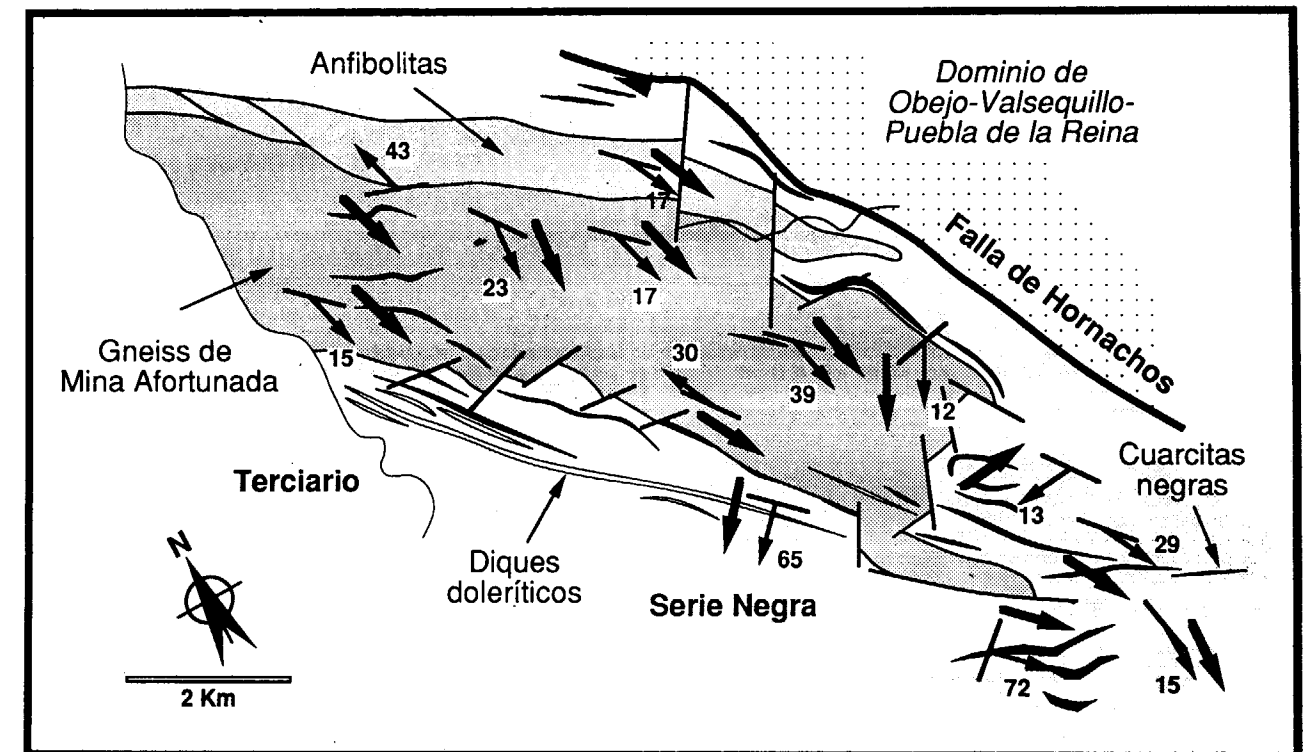 Anfibolitas
Dominio de
Obejo-Valsequillo-
Puebla de la Reina
43
17
Falla de Hornachos
23
17
Gneiss de
Mina Afortunada
15
30
39
12
Cuarcitas
negras
Terciario
13
29
N
Diques
doleríticos
65
Serie Negra
72
15
2 Km